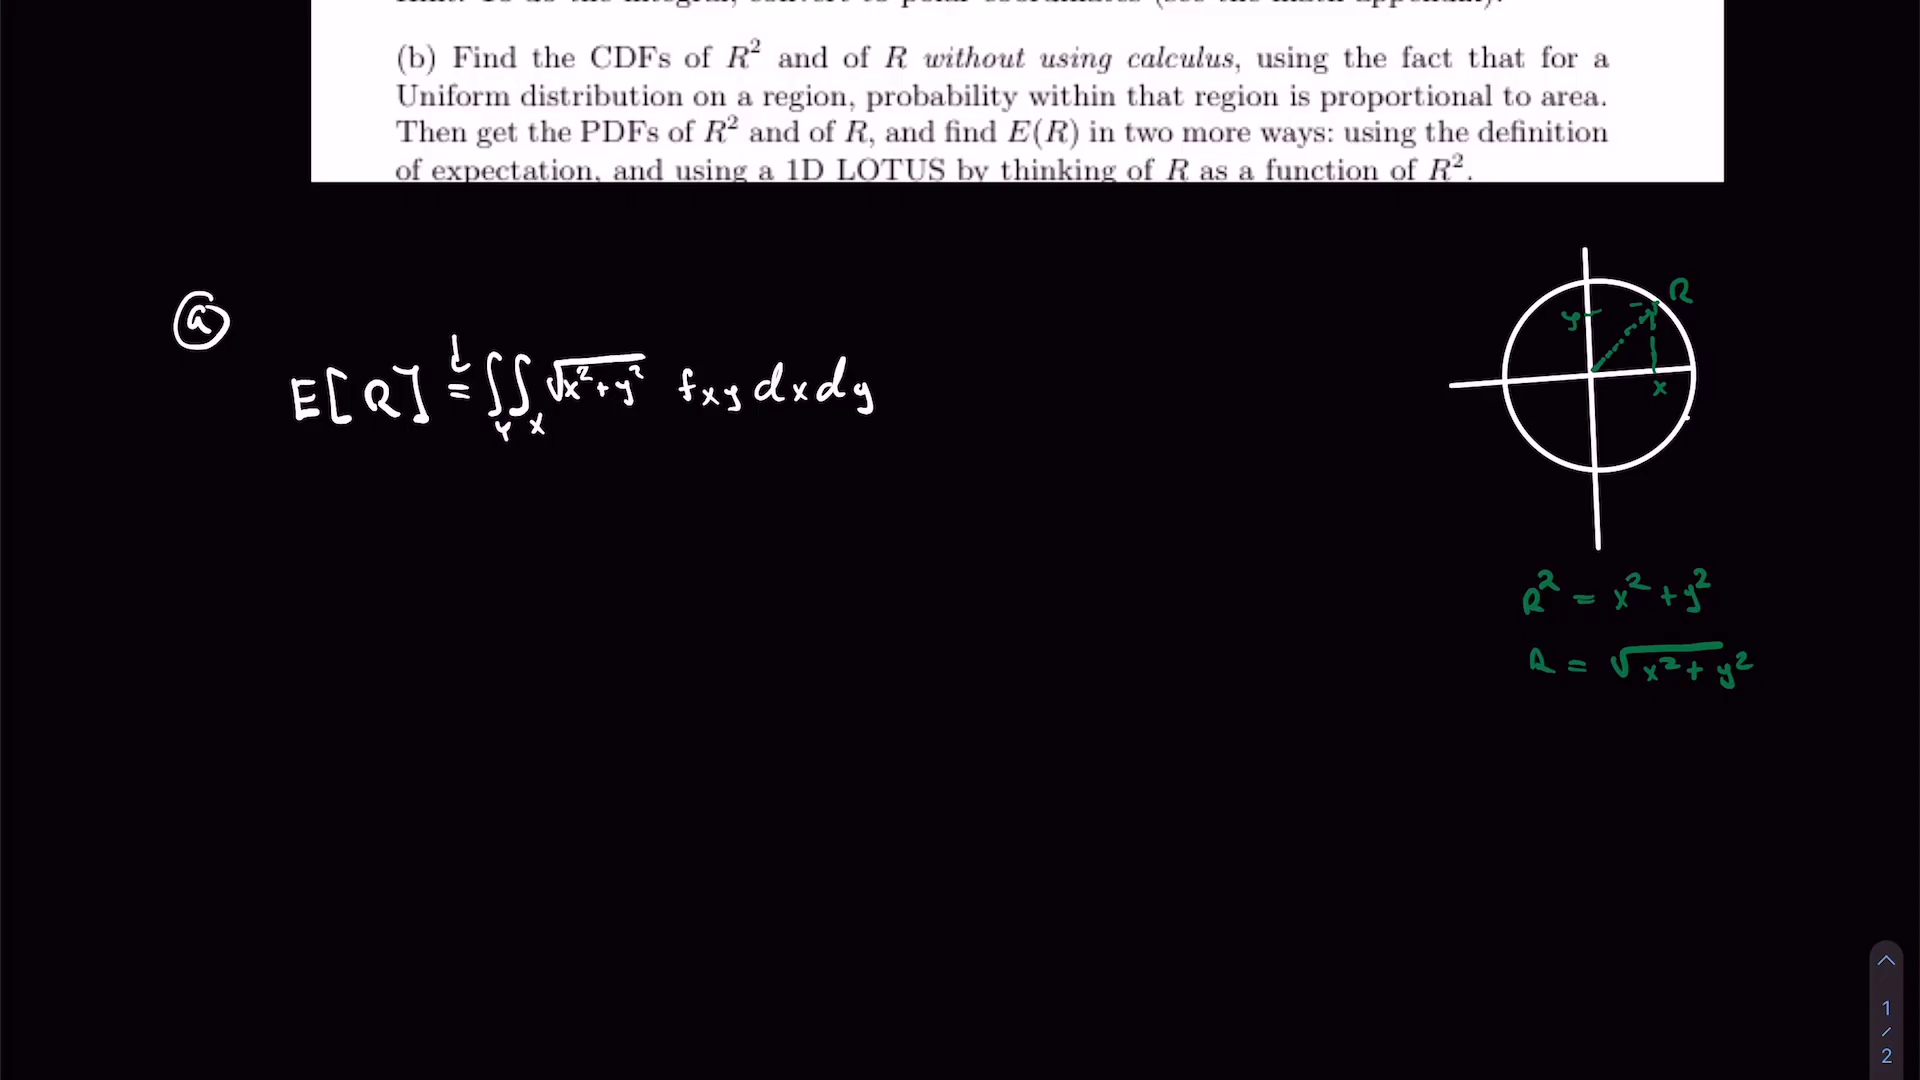 (b) Find the CDFs of R² and of R without using calculus, using the fact that for a
Uniform distribution on a region, probability within that region is proportional to area.
Then get the PDFs of R² and of R, and find E(R) in two more ways: using the definition
of expectation, and using a 1D LOTUS by thinking of R as a function of R².
a
E[R] = ∬ √x²+y² fxy dxdy
L
Y X
R
y
x
R² = x² + y²
R = √x² + y²
1
/
2